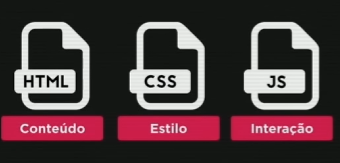 HTML
CSS
JS
Conteúdo
Estilo
Interação